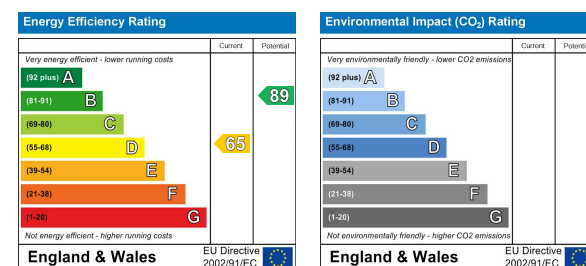 Energy Efficiency Rating
Current Potential
Very energy efficient - lower running costs
(92 plus) A
(81-91) B
89
(69-80) C
(55-68) D
65
(39-54) E
(21-38) F
(1-20) G
Not energy efficient - higher running costs
England & Wales
EU Directive
2002/91/EC
Environmental Impact (CO2) Rating
Current Potential
Very environmentally friendly - lower CO2 emissions
(92 plus) A
(81-91) B
(69-80) C
(55-68) D
(39-54) E
(21-38) F
(1-20) G
Not environmentally friendly - higher CO2 emissions
England & Wales
EU Directive
2002/91/EC